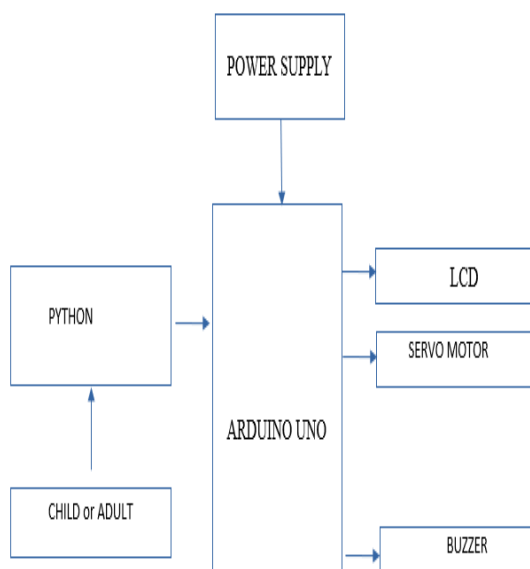 POWER SUPPLY
LCD
PYTHON
SERVO MOTOR
ARDUINO UNO
CHILD or ADULT
BUZZER